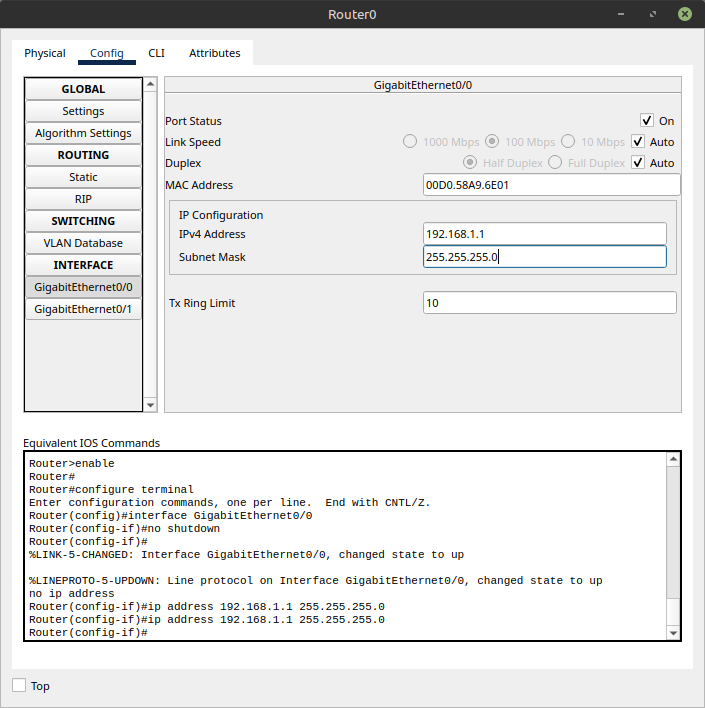 Router0
Physical Config CLI Attributes
GLOBAL
Settings
Algorithm Settings
ROUTING
Static
RIP
SWITCHING
VLAN Database
INTERFACE
GigabitEthernet0/0
GigabitEthernet0/1
GigabitEthernet0/0
Port Status On
Link Speed 1000 Mbps 100 Mbps 10 Mbps Auto
Duplex Half Duplex Full Duplex Auto
MAC Address 00D0.58A9.6E01
IP Configuration
IPv4 Address 192.168.1.1
Subnet Mask 255.255.255.0
Tx Ring Limit 10
Equivalent IOS Commands
Router>enable
Router#
Router#configure terminal
Enter configuration commands, one per line.  End with CNTL/Z.
Router(config)#interface GigabitEthernet0/0
Router(config-if)#no shutdown
Router(config-if)#
%LINK-5-CHANGED: Interface GigabitEthernet0/0, changed state to up
%LINEPROTO-5-UPDOWN: Line protocol on Interface GigabitEthernet0/0, changed state to up
no ip address
Router(config-if)#ip address 192.168.1.1 255.255.255.0
Router(config-if)#ip address 192.168.1.1 255.255.255.0
Router(config-if)#
Top